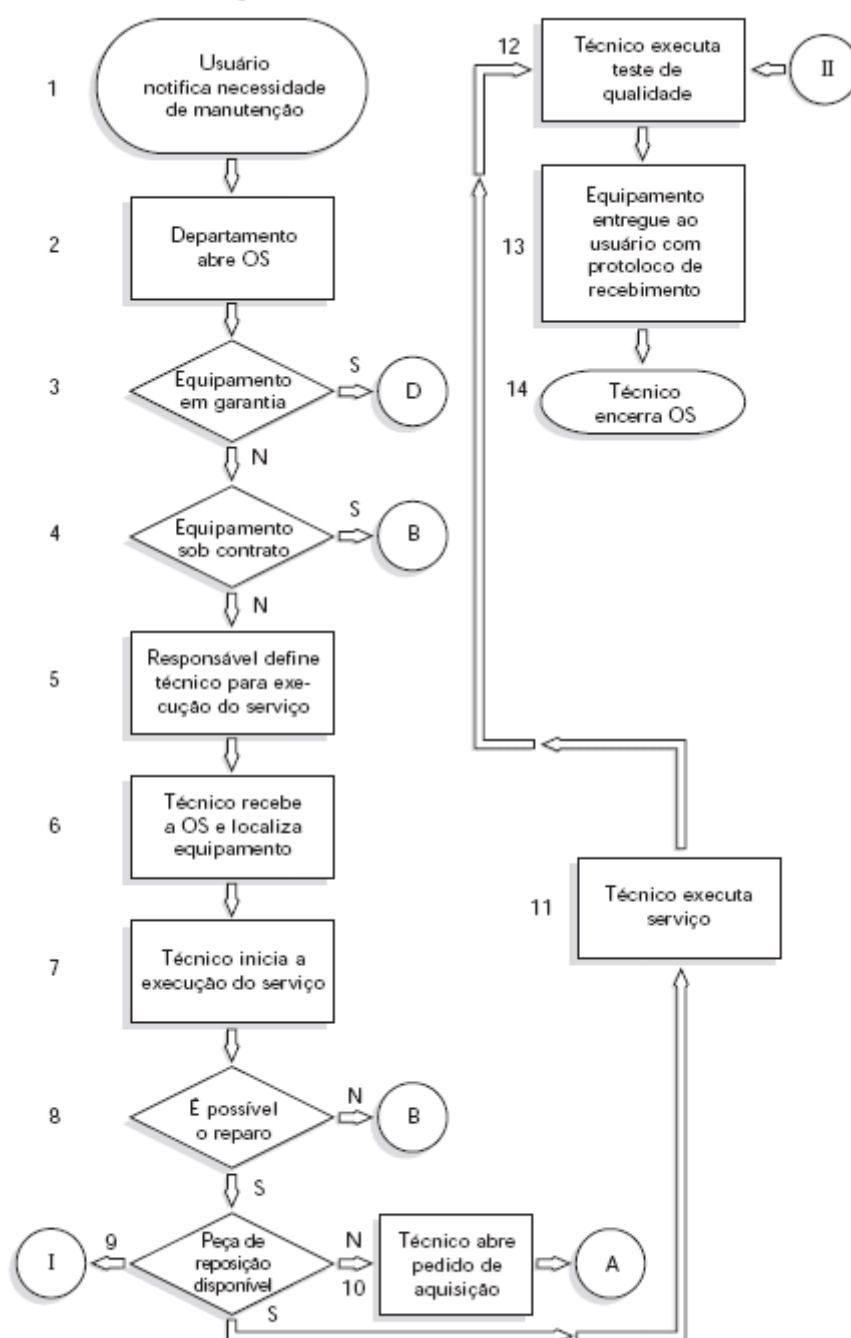 1
Usuário
notifica necessidade
de manutenção
2
Departamento
abre OS
3
Equipamento
em garantia
S
D
N
4
Equipamento
sob contrato
S
B
N
5
Responsável define
técnico para exe-
cução do serviço
6
Técnico recebe
a OS e localiza
equipamento
7
Técnico inicia a
execução do serviço
8
É possível
o reparo
N
B
S
I
9
Peça de
reposição
disponível
N
10
Técnico abre
pedido de
aquisição
A
S
11
Técnico executa
serviço
12
Técnico executa
teste de
qualidade
II
13
Equipamento
entregue ao
usuário com
protoloco de
recebimento
14
Técnico
encerra OS